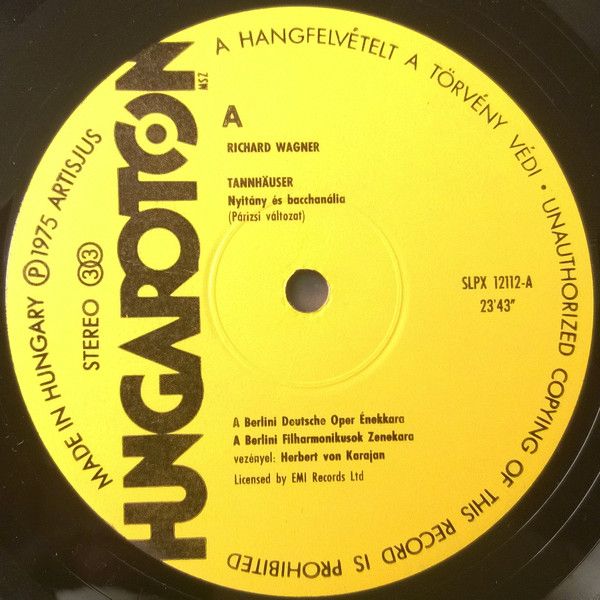 A HANGFELVÉTELT A TÖRVÉNY VÉDI • UNAUTHORIZED COPYING OF THIS RECORD IS PROHIBITED
MADE IN HUNGARY Ⓟ 1975 ARTISJUS
STEREO 33
HUNGAROTON
MSZ
A
RICHARD WAGNER
TANNHÄUSER
Nyitány és bacchanália
(Párizsi változat)
SLPX 12112-A
23'43"
A Berlini Deutsche Oper Énekkara
A Berlini Filharmonikusok Zenekara
vezényel: Herbert von Karajan
Licensed by EMI Records Ltd